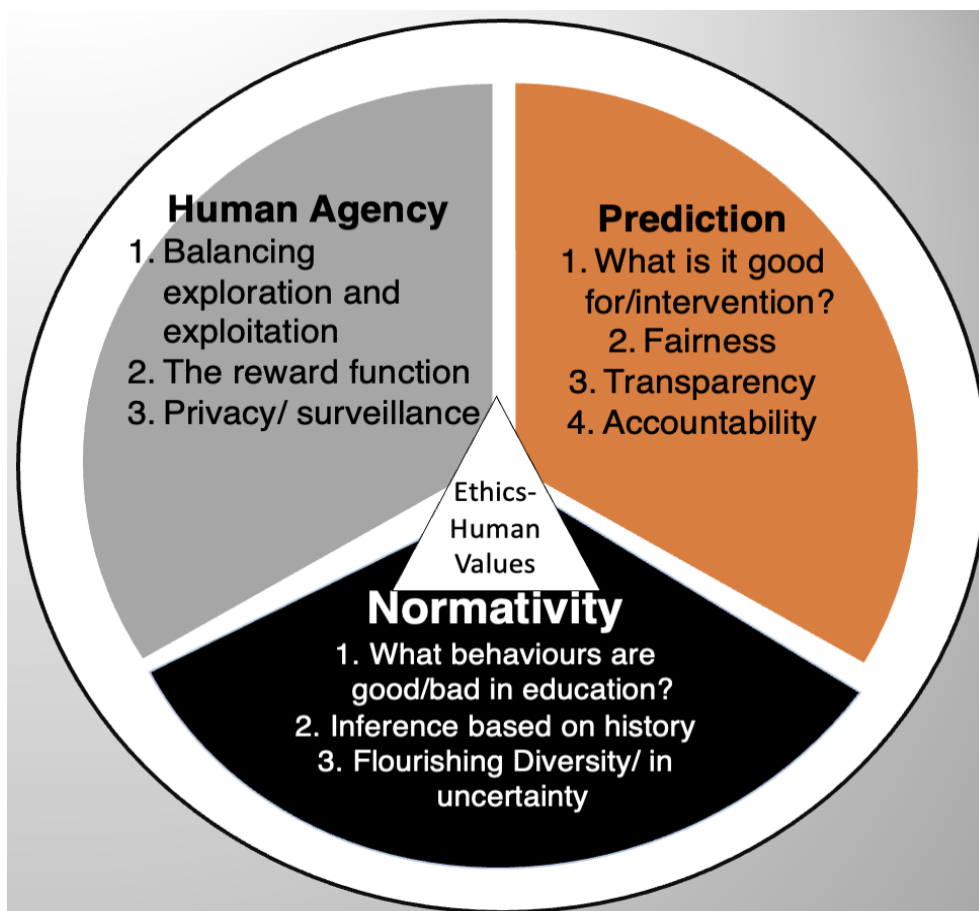 Human Agency
1. Balancing
exploration and
exploitation
2. The reward function
3. Privacy/ surveillance
Prediction
1. What is it good
for/intervention?
2. Fairness
3. Transparency
4. Accountability
Ethics-
Human
Values
Normativity
1. What behaviours are
good/bad in education?
2. Inference based on history
3. Flourishing Diversity/ in
uncertainty